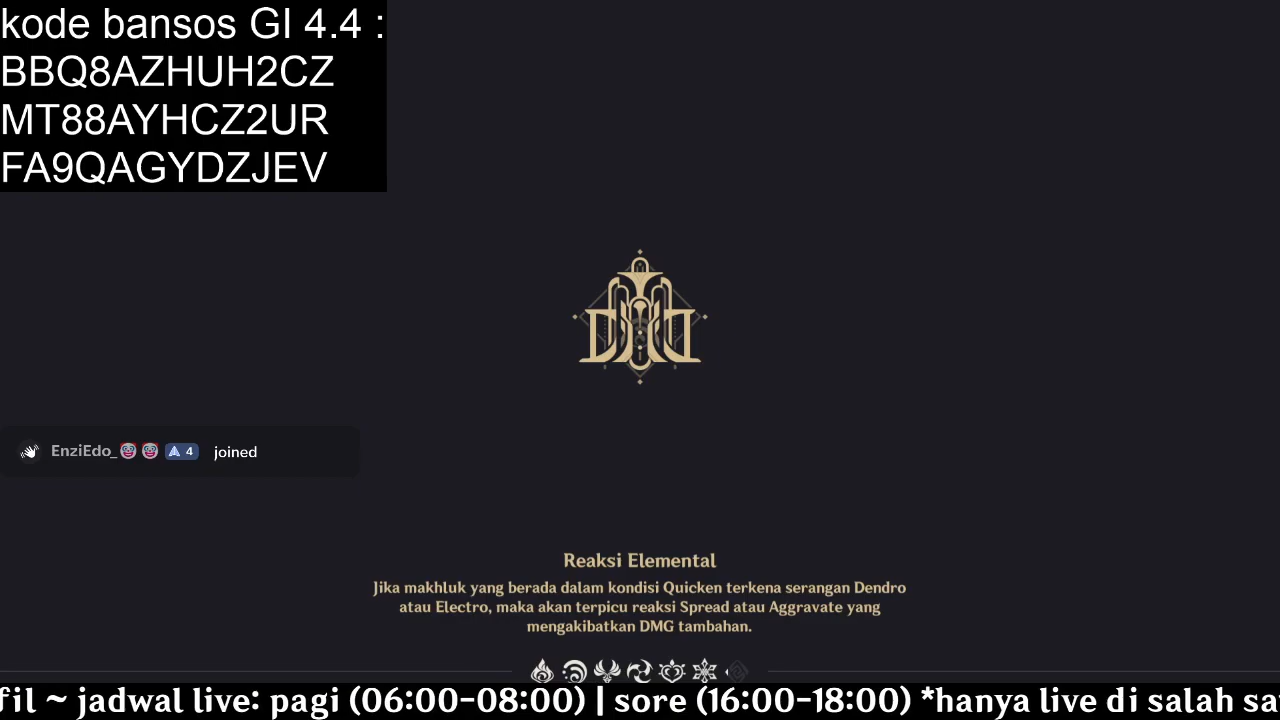 kode bansos GI 4.4 :
BBQ8AZHUH2CZ
MT88AYHCZ2UR
FA9QAGYDZJEV
EnziEdo_ 4 joined
Reaksi Elemental
Jika makhluk yang berada dalam kondisi Quicken terkena serangan Dendro
atau Electro, maka akan terpicu reaksi Spread atau Aggravate yang
mengakibatkan DMG tambahan.
fil ~ jadwal live: pagi (06:00-08:00) | sore (16:00-18:00) *hanya live di salah sa